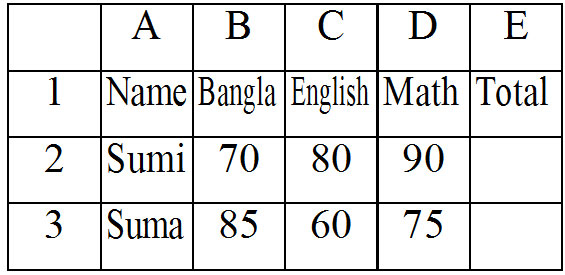 A B C D E
1 Name Bangla English Math Total
2 Sumi 70 80 90
3 Suma 85 60 75